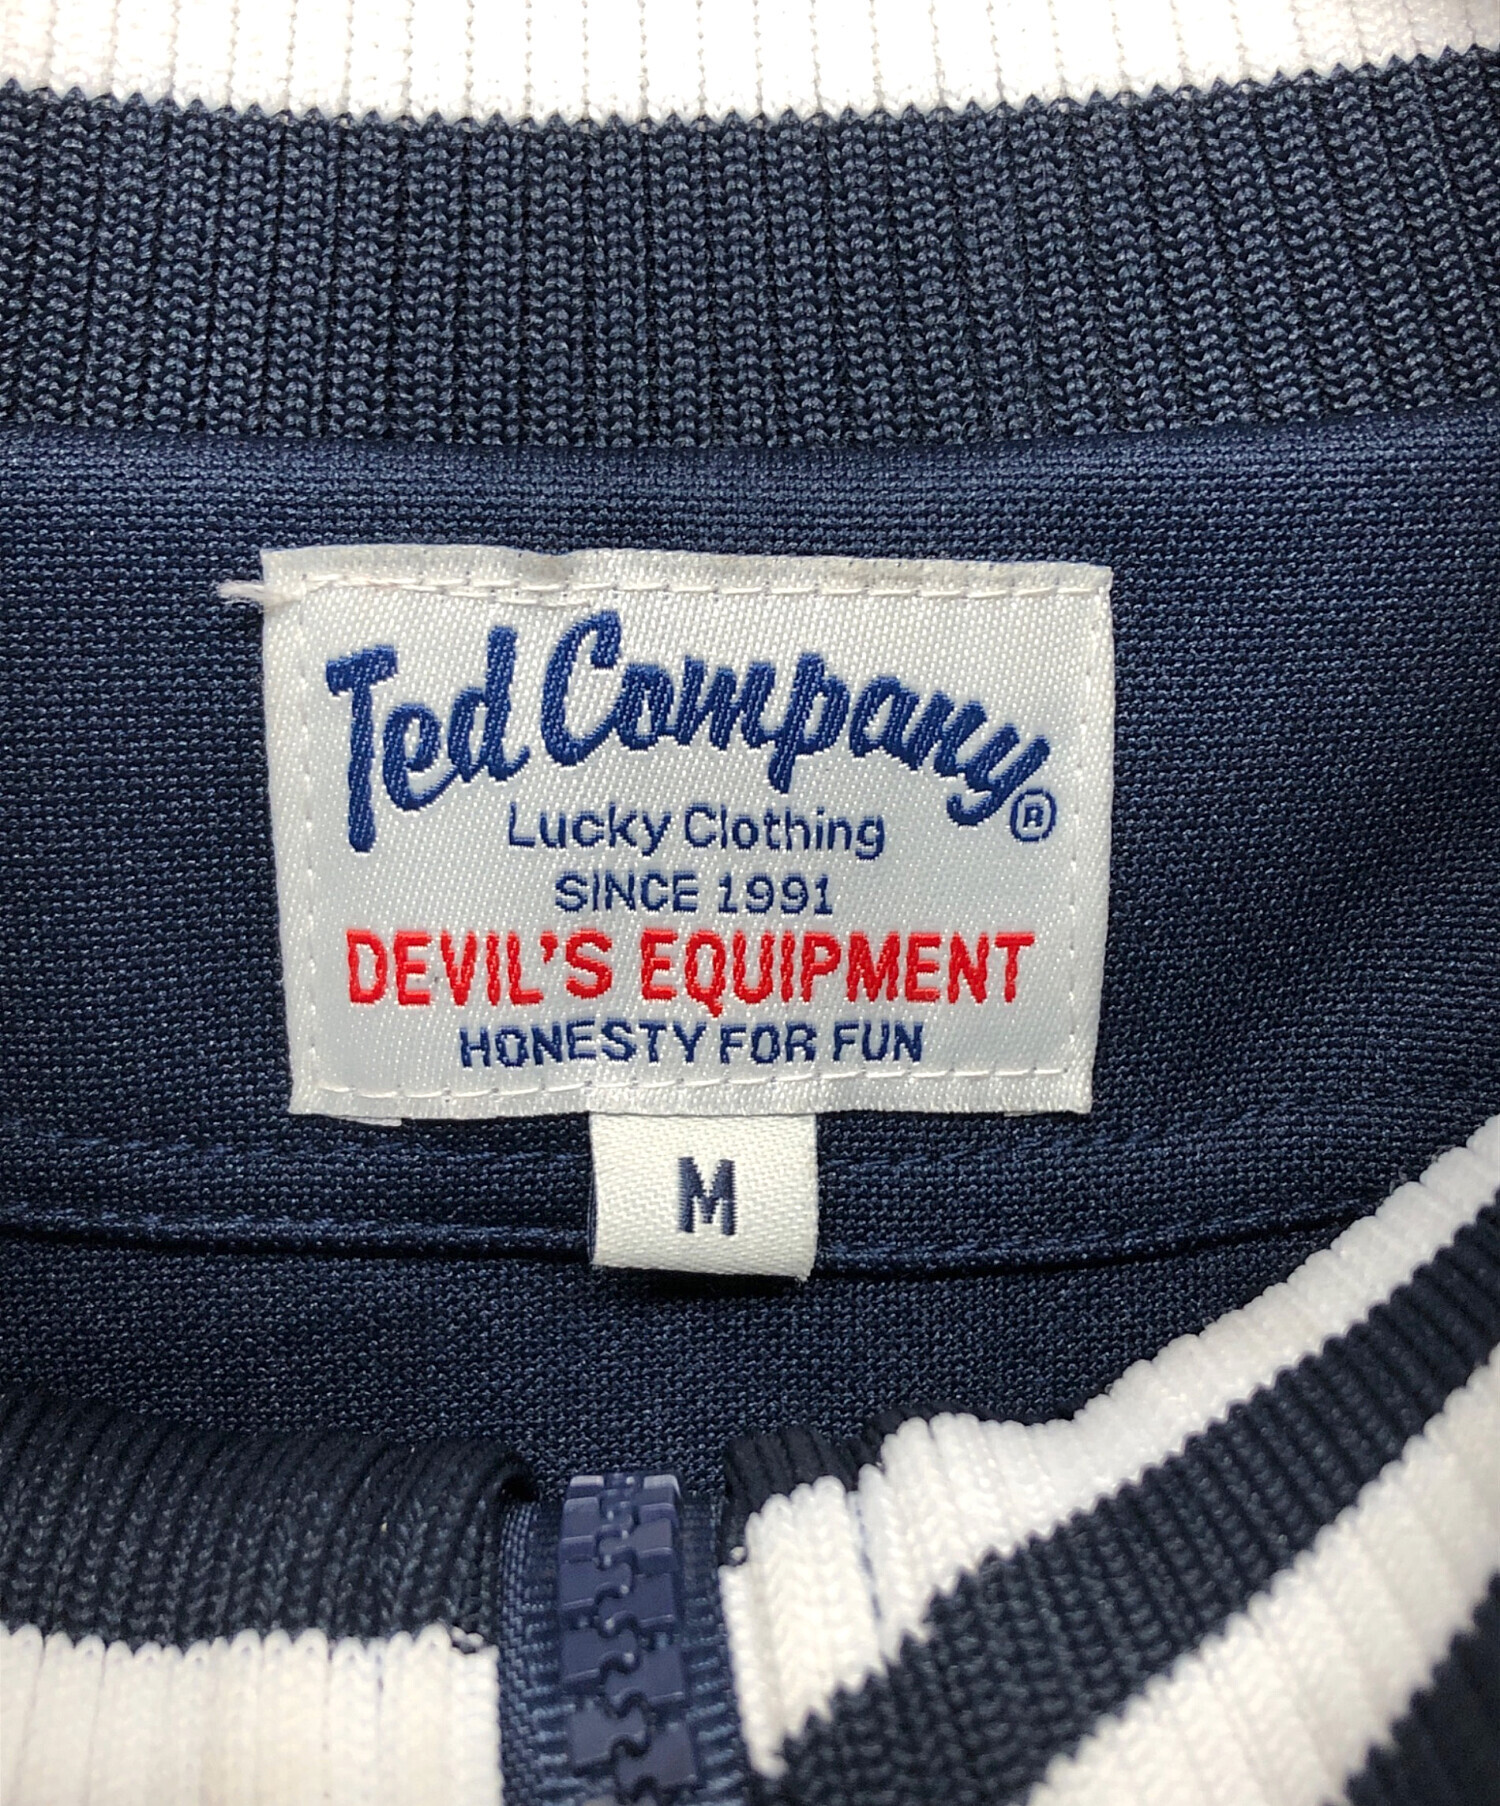 Ted Company®
Lucky Clothing
SINCE 1991
DEVIL'S EQUIPMENT
HONESTY FOR FUN
M